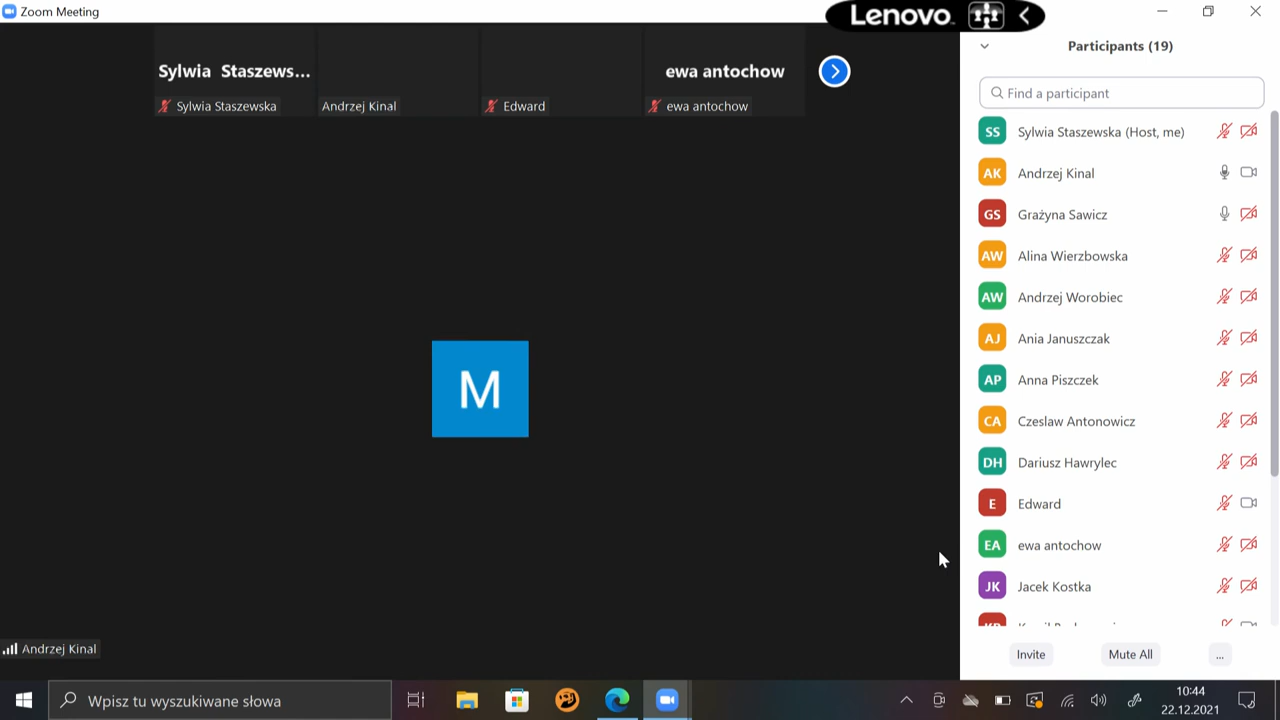 Zoom Meeting
Lenovo
Sylwia Staszews...
Sylwia Staszewska
Andrzej Kinal
Edward
ewa antochow
ewa antochow
M
Andrzej Kinal
Participants (19)
Find a participant
SS Sylwia Staszewska (Host, me)
AK Andrzej Kinal
GS Grażyna Sawicz
AW Alina Wierzbowska
AW Andrzej Worobiec
AJ Ania Januszczak
AP Anna Piszczek
CA Czeslaw Antonowicz
DH Dariusz Hawrylec
E Edward
EA ewa antochow
JK Jacek Kostka
Invite
Mute All
...
Wpisz tu wyszukiwane słowa
10:44
22.12.2021